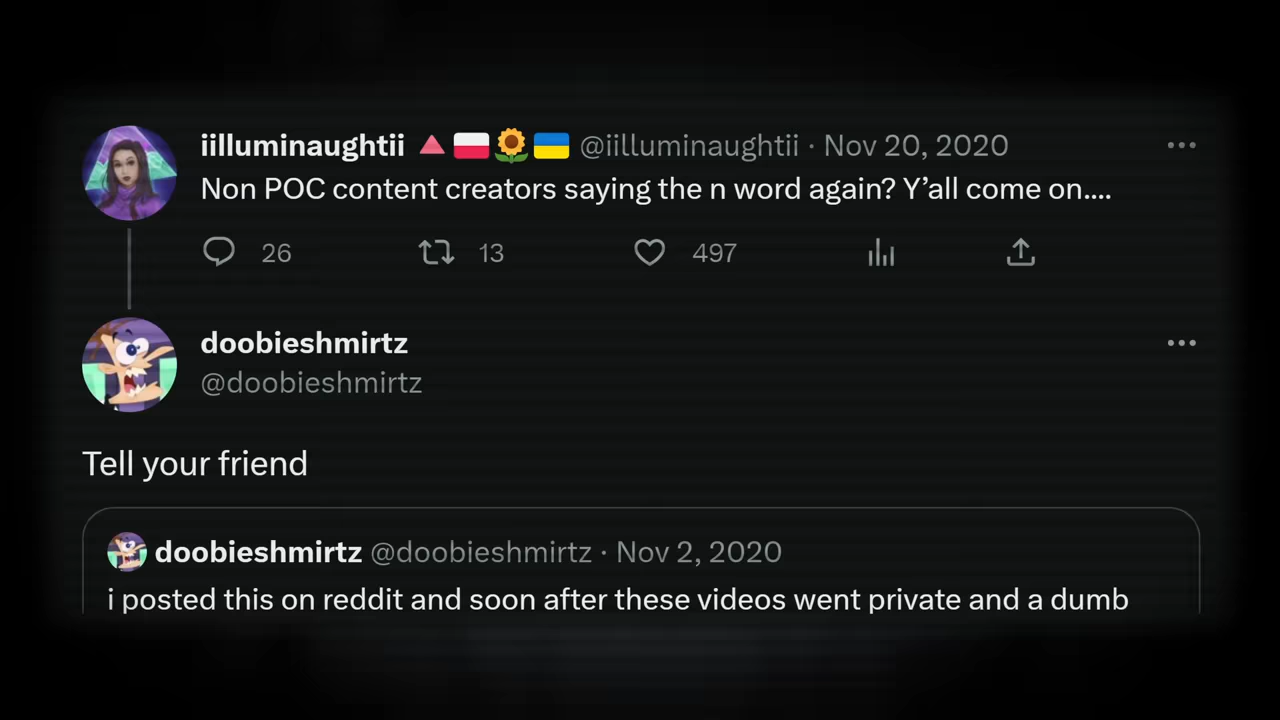 iilluminaughtii 🔺🇵🇱🌻🇺🇦 @iilluminaughtii · Nov 20, 2020
Non POC content creators saying the n word again? Y’all come on....
26 13 497
doobieshmirtz
@doobieshmirtz
Tell your friend
doobieshmirtz @doobieshmirtz · Nov 2, 2020
i posted this on reddit and soon after these videos went private and a dumb